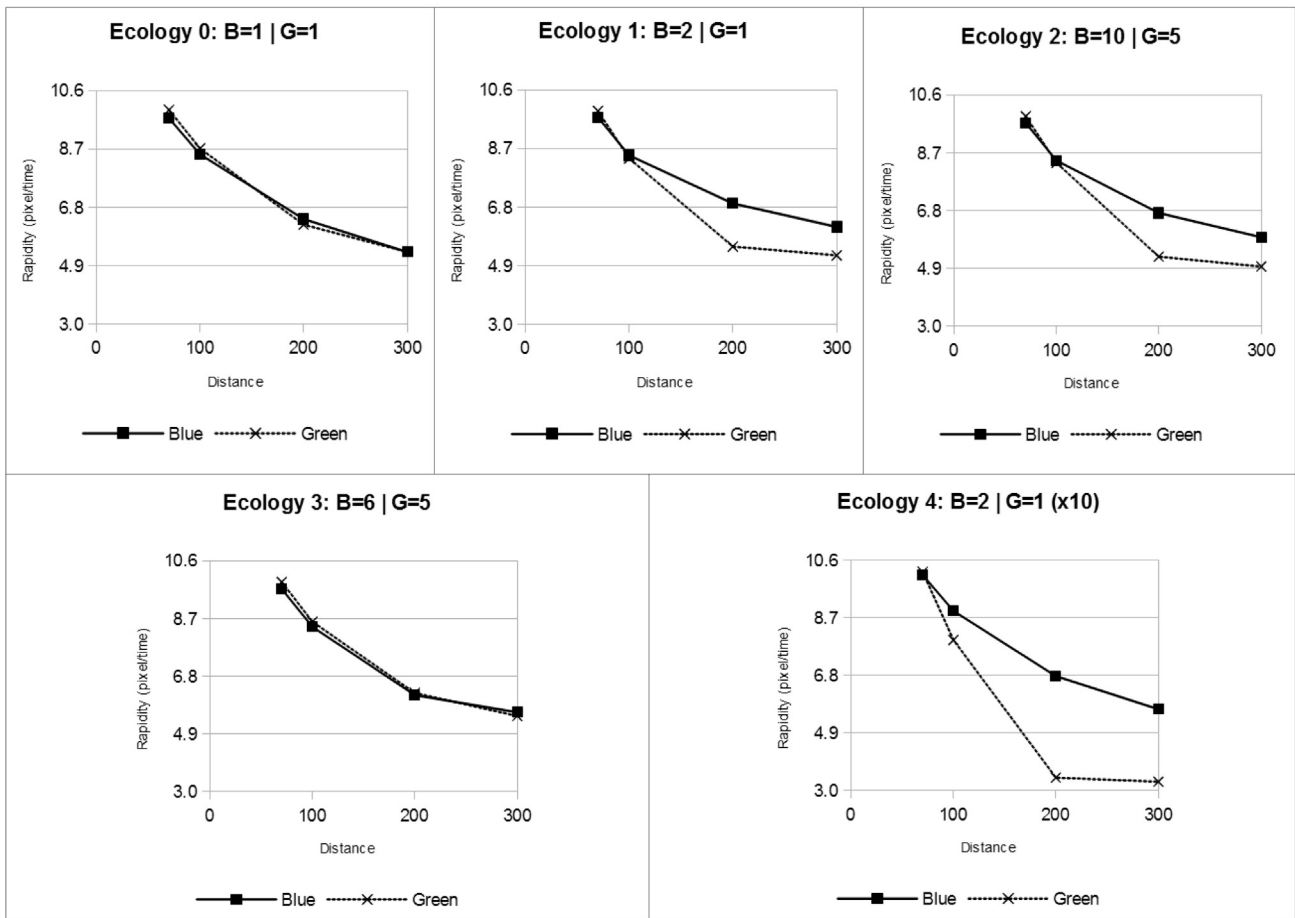 Ecology 0: B=1 | G=1
Rapidity (pixel/time)
10.6
8.7
6.8
4.9
3.0
0 100 200 300
Distance
Blue Green
Ecology 1: B=2 | G=1
Rapidity (pixel/time)
10.6
8.7
6.8
4.9
3.0
0 100 200 300
Distance
Blue Green
Ecology 2: B=10 | G=5
Rapidity (pixel/time)
10.6
8.7
6.8
4.9
3.0
0 100 200 300
Distance
Blue Green
Ecology 3: B=6 | G=5
Rapidity (pixel/time)
10.6
8.7
6.8
4.9
3.0
0 100 200 300
Distance
Blue Green
Ecology 4: B=2 | G=1 (x10)
Rapidity (pixel/time)
10.6
8.7
6.8
4.9
3.0
0 100 200 300
Distance
Blue Green